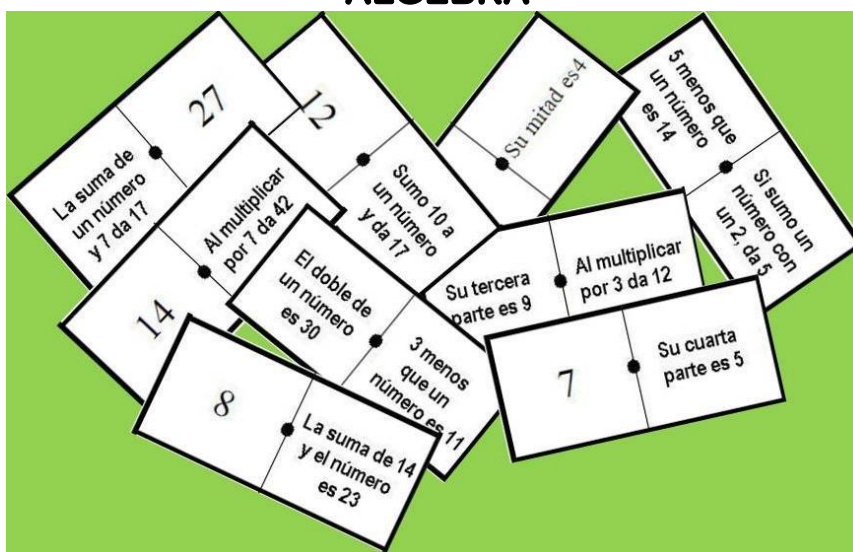 ALGEBRA
27
La suma de
un número
y 7 da 17
12
Sumo 10 a
un número
y da 17
Su mitad es4
5 menos que
un número
es 14
Si sumo un
número con
un 2, da 5
14
Al multiplicar
por 7 da 42
El doble de
un número
es 30
3 menos
que un
número es 11
Su tercera
parte es 9
Al multiplicar
por 3 da 12
7
Su cuarta
parte es 5
8
La suma de 14
y el número
es 23